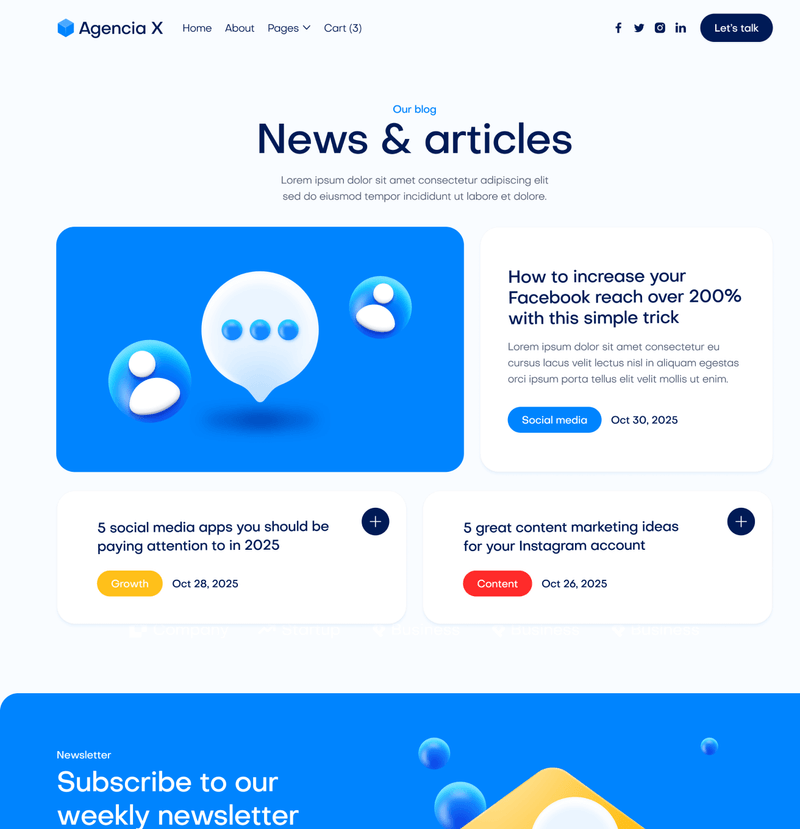 Agencia X
Home About Pages Cart (3)
Let's talk
Our blog
News & articles
Lorem ipsum dolor sit amet consectetur adipiscing elit
sed do eiusmod tempor incididunt ut labore et dolore.
How to increase your
Facebook reach over 200%
with this simple trick
Lorem ipsum dolor sit amet consectetur eu
cursus lacus velit lectus nisl in aliquam egestas
orci ipsum porta tellus elit velit mollis ut enim.
Social media Oct 30, 2025
5 social media apps you should be
paying attention to in 2025
Growth Oct 28, 2025
5 great content marketing ideas
for your Instagram account
Content Oct 26, 2025
Company Startup Business Business Business
Newsletter
Subscribe to our
weekly newsletter